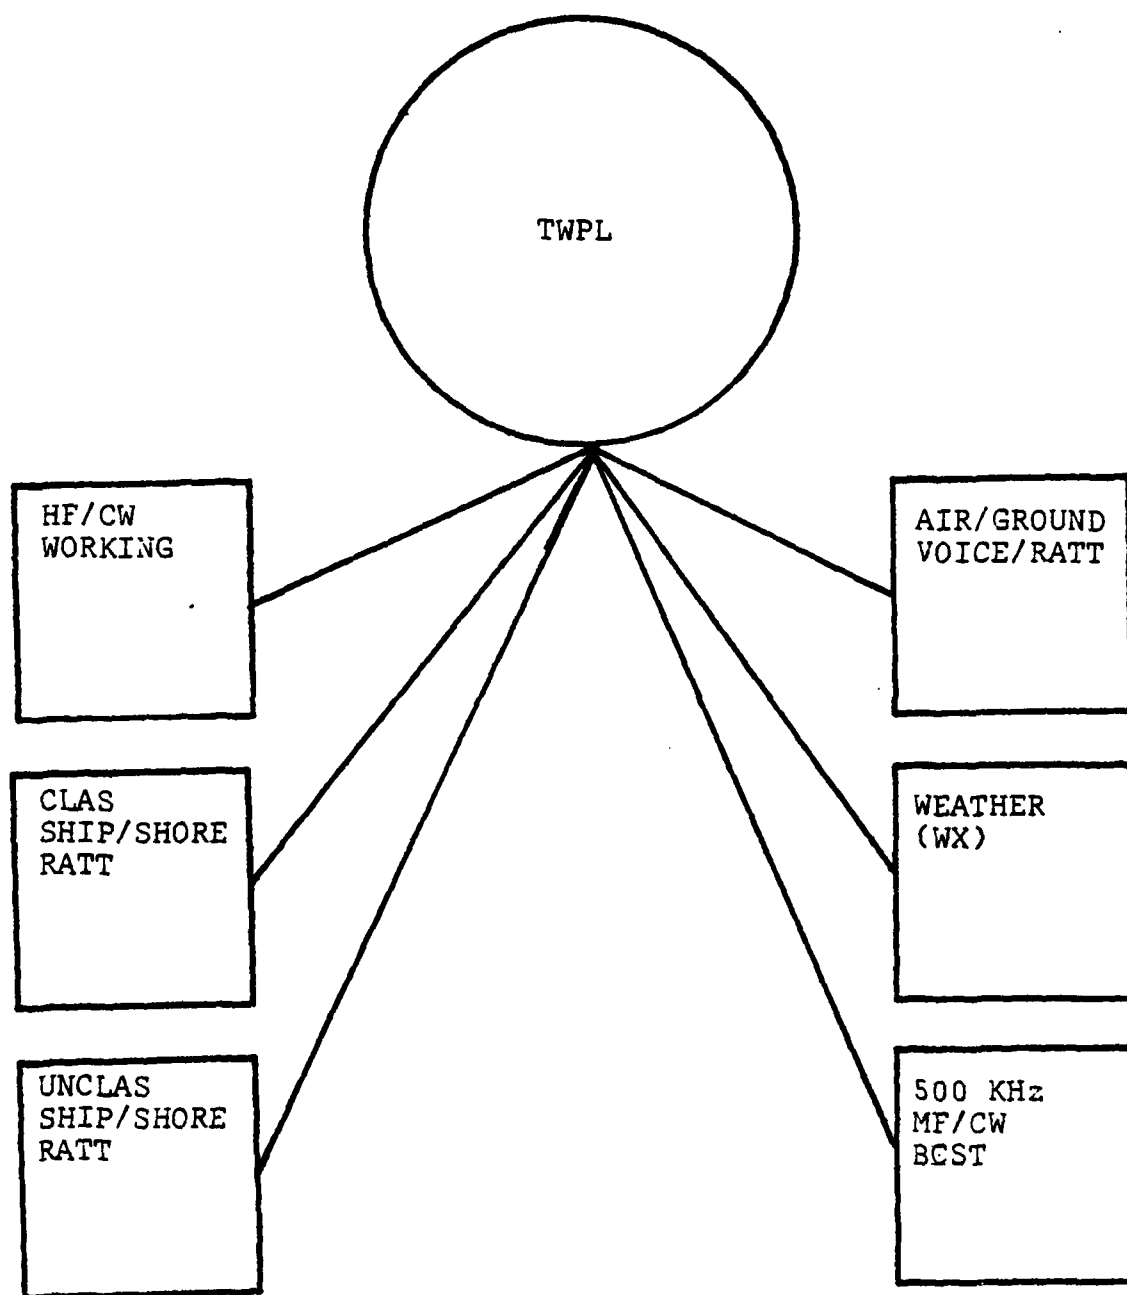 TWPL
HF/CW
WORKING
CLAS
SHIP/SHORE
RATT
UNCLAS
SHIP/SHORE
RATT
AIR/GROUND
VOICE/RATT
WEATHER
(WX)
500 KHz
MF/CW
BCST